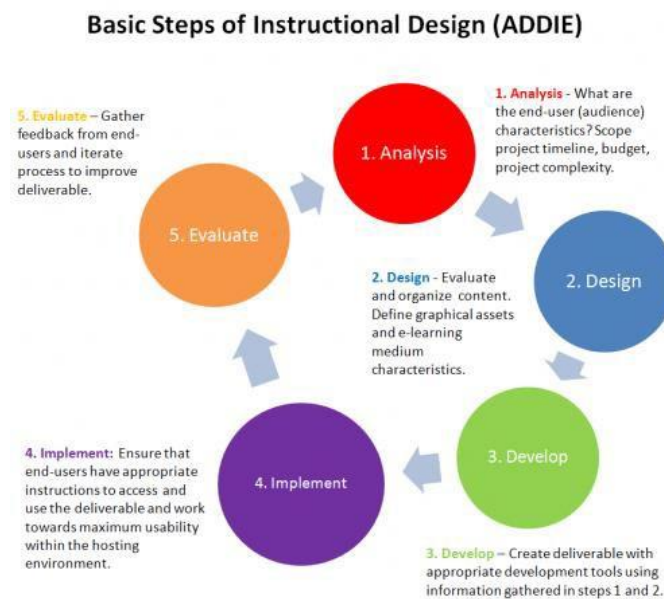 Basic Steps of Instructional Design (ADDIE)
1. Analysis
1. Analysis - What are
the end-user (audience)
characteristics? Scope
project timeline, budget,
project complexity.
2. Design
2. Design - Evaluate
and organize content.
Define graphical assets
and e-learning
medium
characteristics.
3. Develop
3. Develop – Create deliverable with
appropriate development tools using
information gathered in steps 1 and 2.
4. Implement
4. Implement: Ensure that
end-users have appropriate
instructions to access and
use the deliverable and work
towards maximum usability
within the hosting
environment.
5. Evaluate
5. Evaluate – Gather
feedback from end-
users and iterate
process to improve
deliverable.